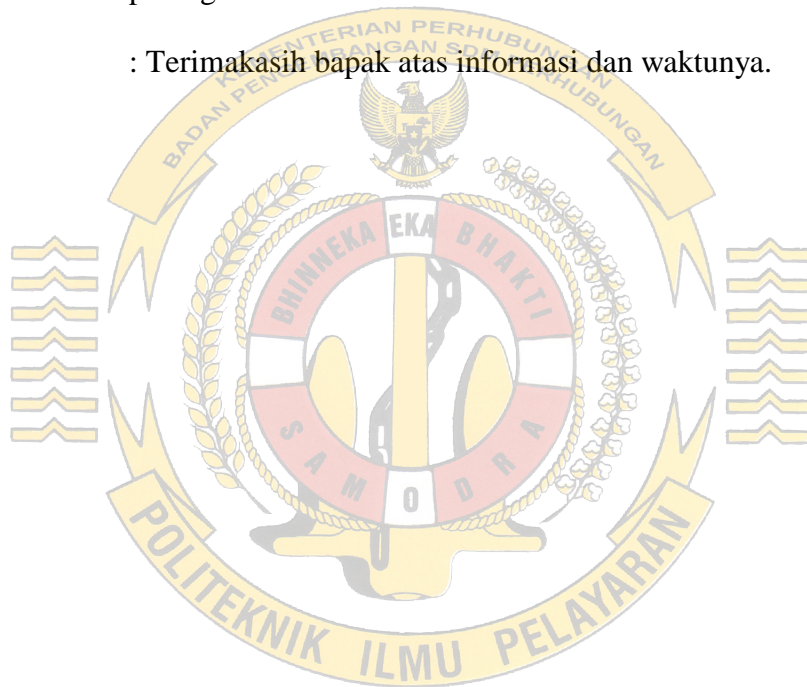 : Terimakasih bapak atas informasi dan waktunya.
KEMENTERIAN PERHUBUNGAN
BADAN PENGEMBANGAN SDM PERHUBUNGAN
BHINNEKA EKA BHAKTI
SAMODRA
POLITEKNIK ILMU PELAYARAN